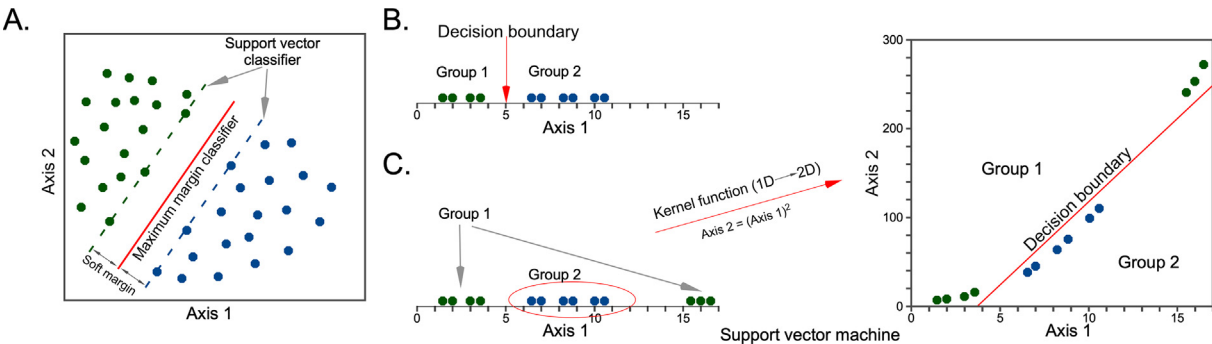 A.
Support vector
classifier
Maximum margin classifier
Soft margin
Axis 2
Axis 1
B.
Decision boundary
Group 1
Group 2
0
5
10
15
Axis 1
C.
Group 1
Group 2
0
5
10
15
Axis 1
Kernel function (1D→2D)
Axis 2 = (Axis 1)²
Support vector machine
300
200
100
0
Axis 2
Group 1
Decision boundary
Group 2
0
5
10
15
Axis 1